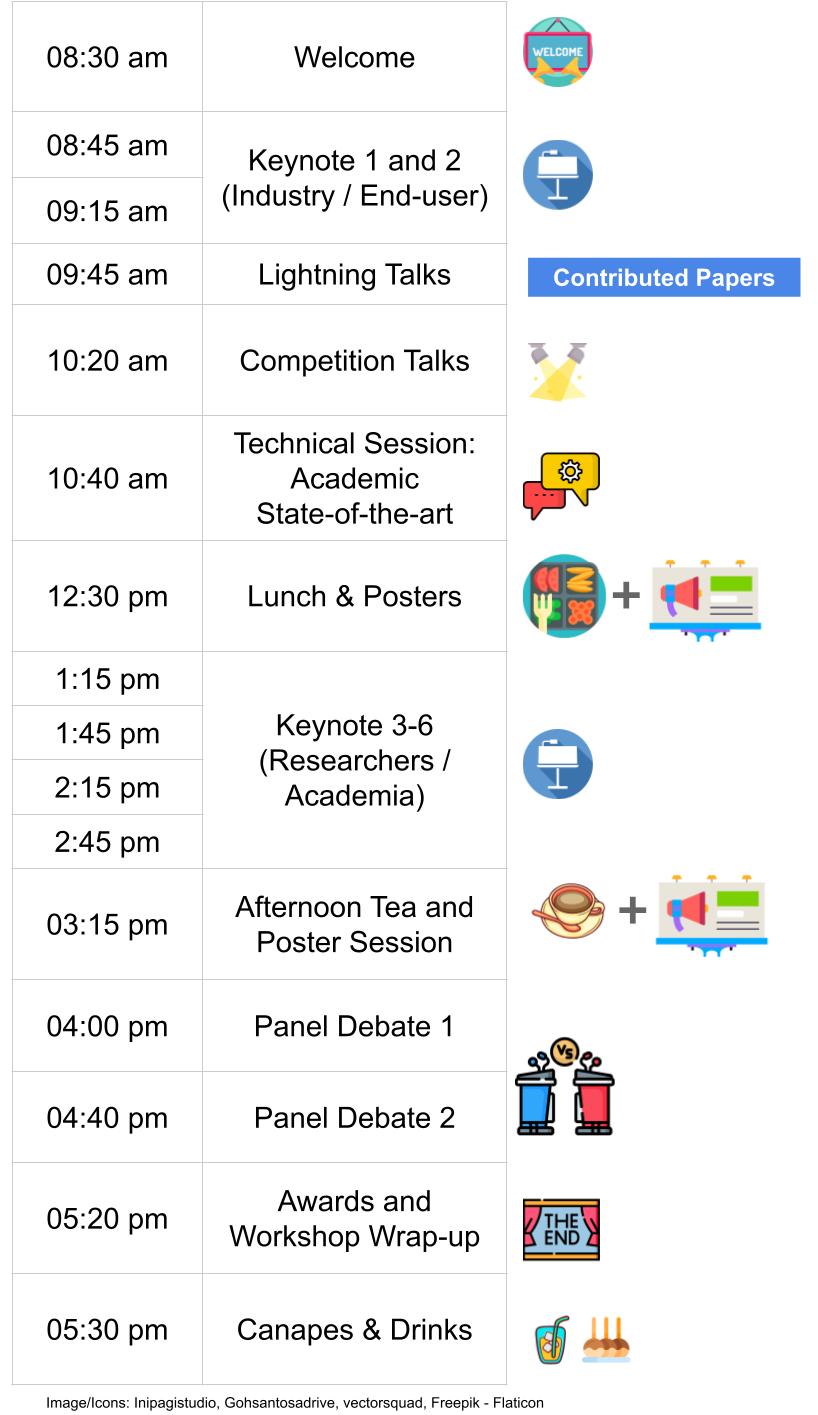 08:30 am
Welcome
WELCOME
08:45 am
09:15 am
Keynote 1 and 2
(Industry / End-user)
09:45 am
Lightning Talks
Contributed Papers
10:20 am
Competition Talks
10:40 am
Technical Session:
Academic
State-of-the-art
12:30 pm
Lunch & Posters
+
1:15 pm
1:45 pm
2:15 pm
2:45 pm
Keynote 3-6
(Researchers /
Academia)
03:15 pm
Afternoon Tea and
Poster Session
+
04:00 pm
Panel Debate 1
VS
04:40 pm
Panel Debate 2
05:20 pm
Awards and
Workshop Wrap-up
THE
END
05:30 pm
Canapes & Drinks
Image/Icons: Inipagistudio, Gohsantosadrive, vectorsquad, Freepik - Flaticon